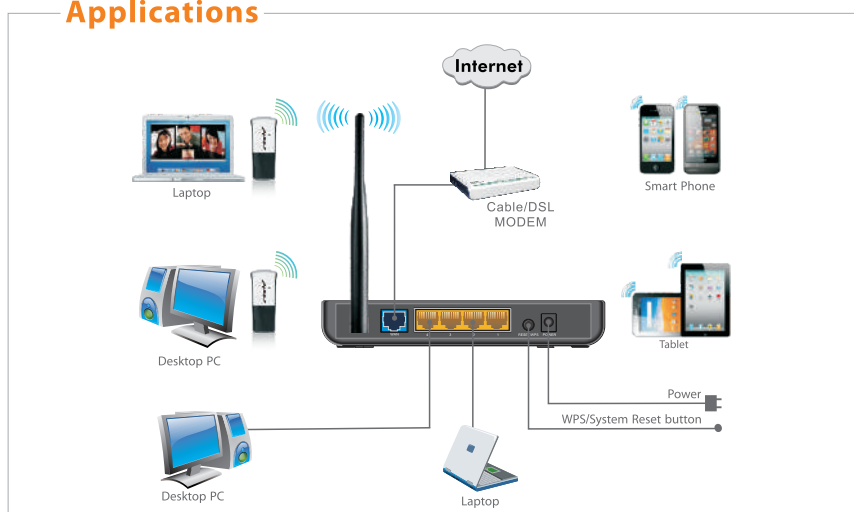 Applications
Internet
Laptop
Cable/DSL
MODEM
Smart Phone
Desktop PC
WAN
Tablet
Power
WPS/System Reset button
Desktop PC
Laptop